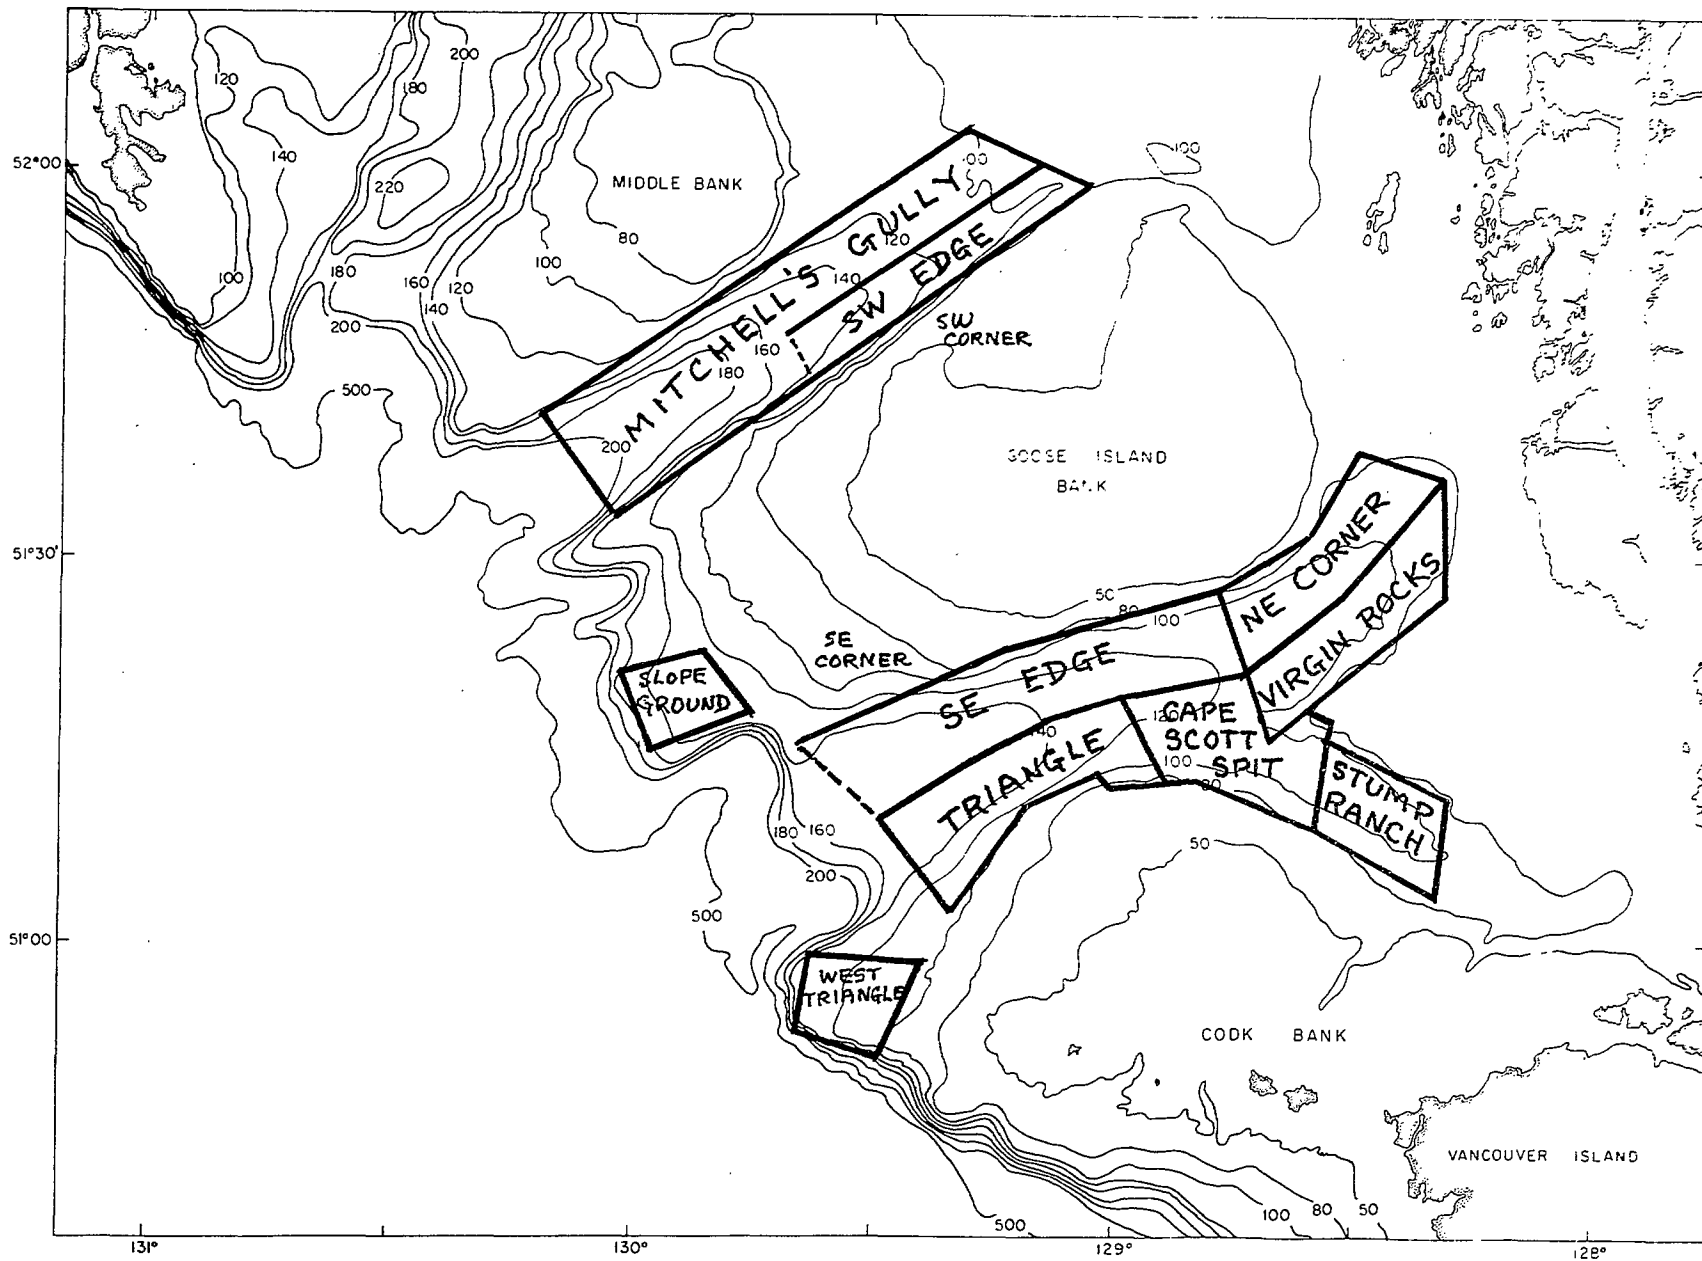 200
120
180
140
100
52°00'
100
220
MIDDLE BANK
MITCHELL'S GULLY
120
80
SW EDGE
100
100
180
160
120
140
140
200
SW
CORNER
160
180
500
200
GOOSE ISLAND
BANK
51°30'
NE CORNER
50
80
100
VIRGIN ROCKS
SE
CORNER
SE EDGE
SLOPE
GROUND
120
CAPE
SCOTT
SPIT
140
TRIANGLE
100
80
STUMP
RANCH
180
160
50
200
500
51°00
WEST
TRIANGLE
COOK BANK
VANCOUVER ISLAND
500
100
80
50
131°
130°
129°
128°